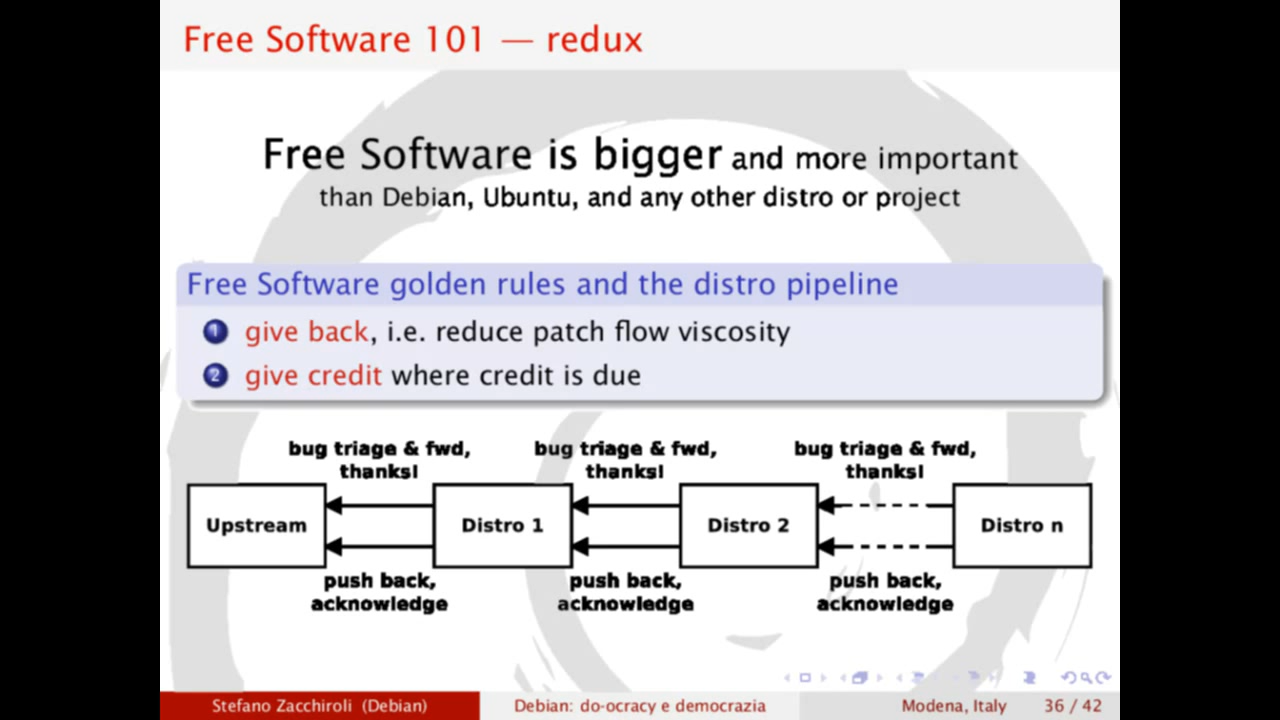 Free Software 101 — redux
Free Software is bigger and more important
than Debian, Ubuntu, and any other distro or project
Free Software golden rules and the distro pipeline
1 give back, i.e. reduce patch flow viscosity
2 give credit where credit is due
bug triage & fwd, thanks!
bug triage & fwd, thanks!
bug triage & fwd, thanks!
Upstream
Distro 1
Distro 2
Distro n
push back, acknowledge
push back, acknowledge
push back, acknowledge
Stefano Zacchiroli (Debian)
Debian: do-ocracy e democrazia
Modena, Italy
36 / 42